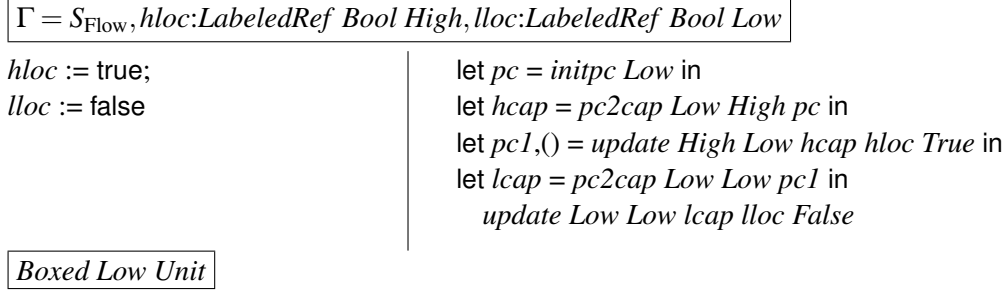 Γ = S_Flow, hloc:LabeledRef Bool High, lloc:LabeledRef Bool Low
hloc := true;
lloc := false
let pc = initpc Low in
let hcap = pc2cap Low High pc in
let pc1,() = update High Low hcap hloc True in
let lcap = pc2cap Low Low pc1 in
update Low Low lcap lloc False
Boxed Low Unit